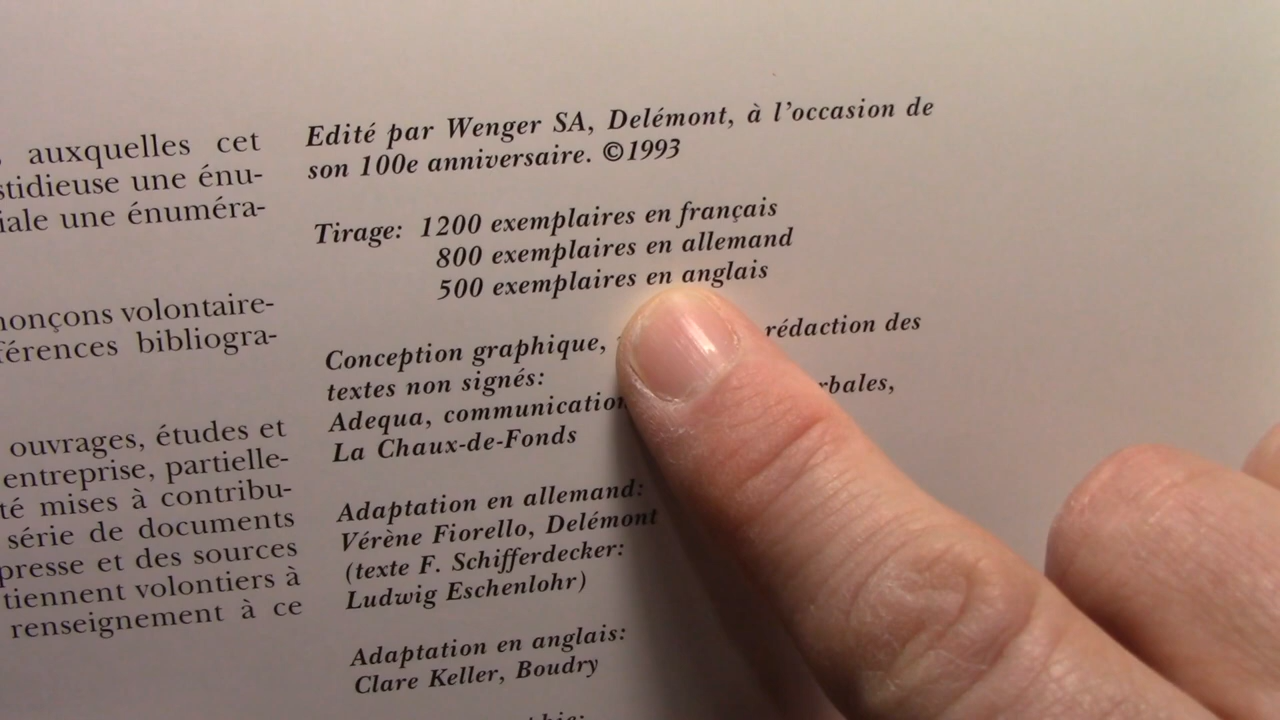 auxquelles cet
stidieuse une énu-
iale une énuméra-
nonçons volontaire-
férences bibliogra-
ouvrages, études et
entreprise, partielle-
té mises à contribu-
série de documents
presse et des sources
tiennent volontiers à
renseignement à ce
Edité par Wenger SA, Delémont, à l'occasion de
son 100e anniversaire. ©1993
Tirage: 1200 exemplaires en français
800 exemplaires en allemand
500 exemplaires en anglais
Conception graphique, rédaction des
textes non signés:
Adequa, communication rbales,
La Chaux-de-Fonds
Adaptation en allemand:
Vérène Fiorello, Delémont
(texte F. Schifferdecker:
Ludwig Eschenlohr)
Adaptation en anglais:
Clare Keller, Boudry